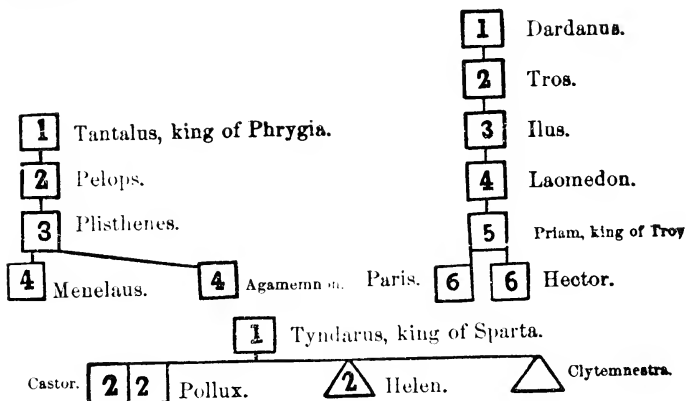 1 Dardanus.
2 Tros.
1 Tantalus, king of Phrygia.
3 Ilus.
2 Pelops.
4 Laomedon.
3 Plisthenes.
5 Priam, king of Troy
4 Menelaus. 4 Agamemn n. Paris. 6 6 Hector.
1 Tyndarus, king of Sparta.
Castor. 2 2 Pollux. 2 Helen. Clytemnestra.